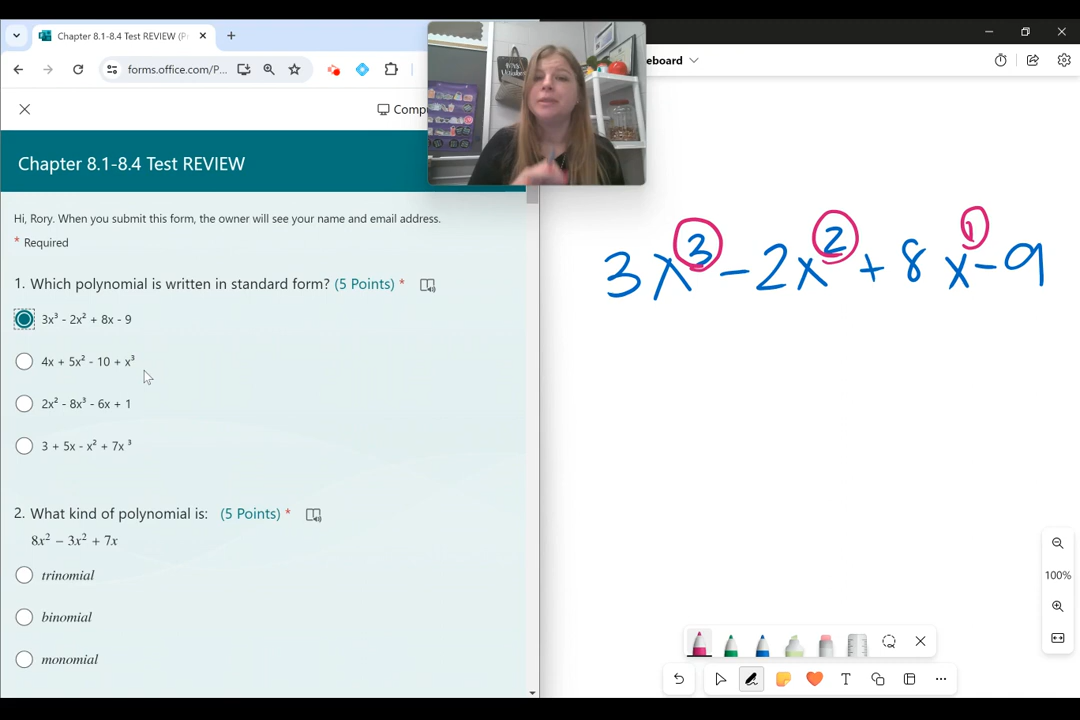 Chapter 8.1-8.4 Test REVIEW (P
forms.office.com/P...
eboard
Comp
Chapter 8.1-8.4 Test REVIEW
Hi, Rory. When you submit this form, the owner will see your name and email address.
* Required
1. Which polynomial is written in standard form? (5 Points) *
3x³ - 2x² + 8x - 9
4x + 5x² - 10 + x³
2x² - 8x³ - 6x + 1
3 + 5x - x² + 7x ³
3x³ - 2x² + 8x¹ - 9
2. What kind of polynomial is: (5 Points) *
8x² − 3x² + 7x
trinomial
binomial
monomial
100%
T